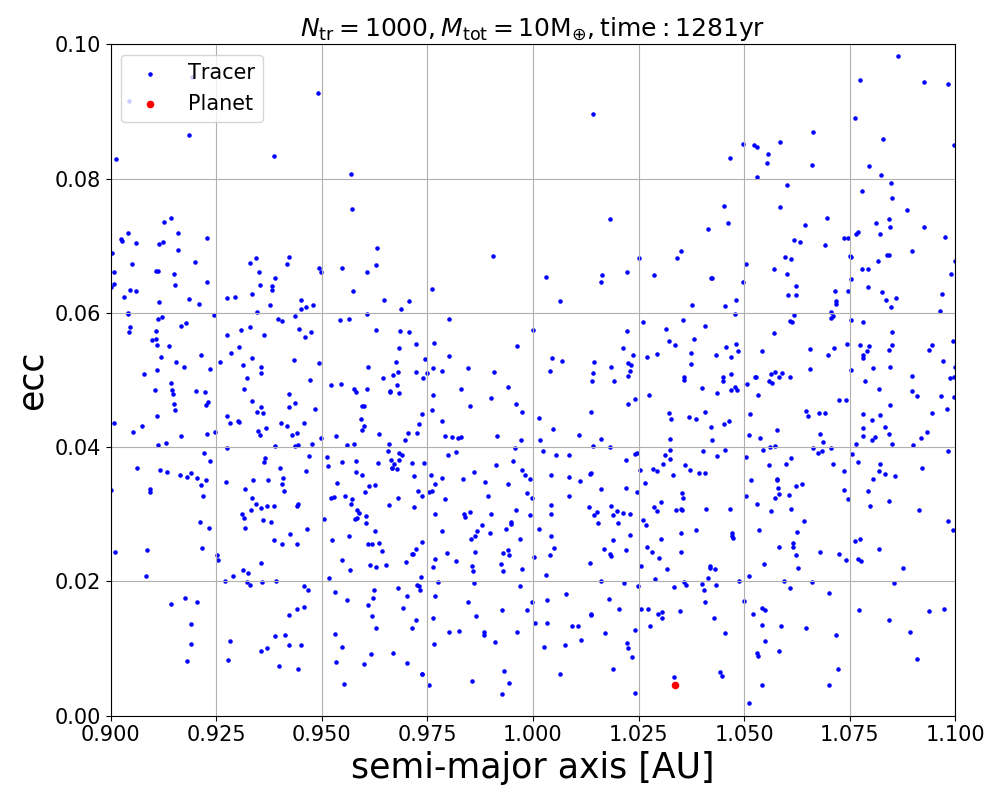 N_tr = 1000, M_tot = 10M_⊕, time : 1281yr
Tracer
Planet
ecc
0.10
0.08
0.06
0.04
0.02
0.00
0.900 0.925 0.950 0.975 1.000 1.025 1.050 1.075 1.100
semi-major axis [AU]